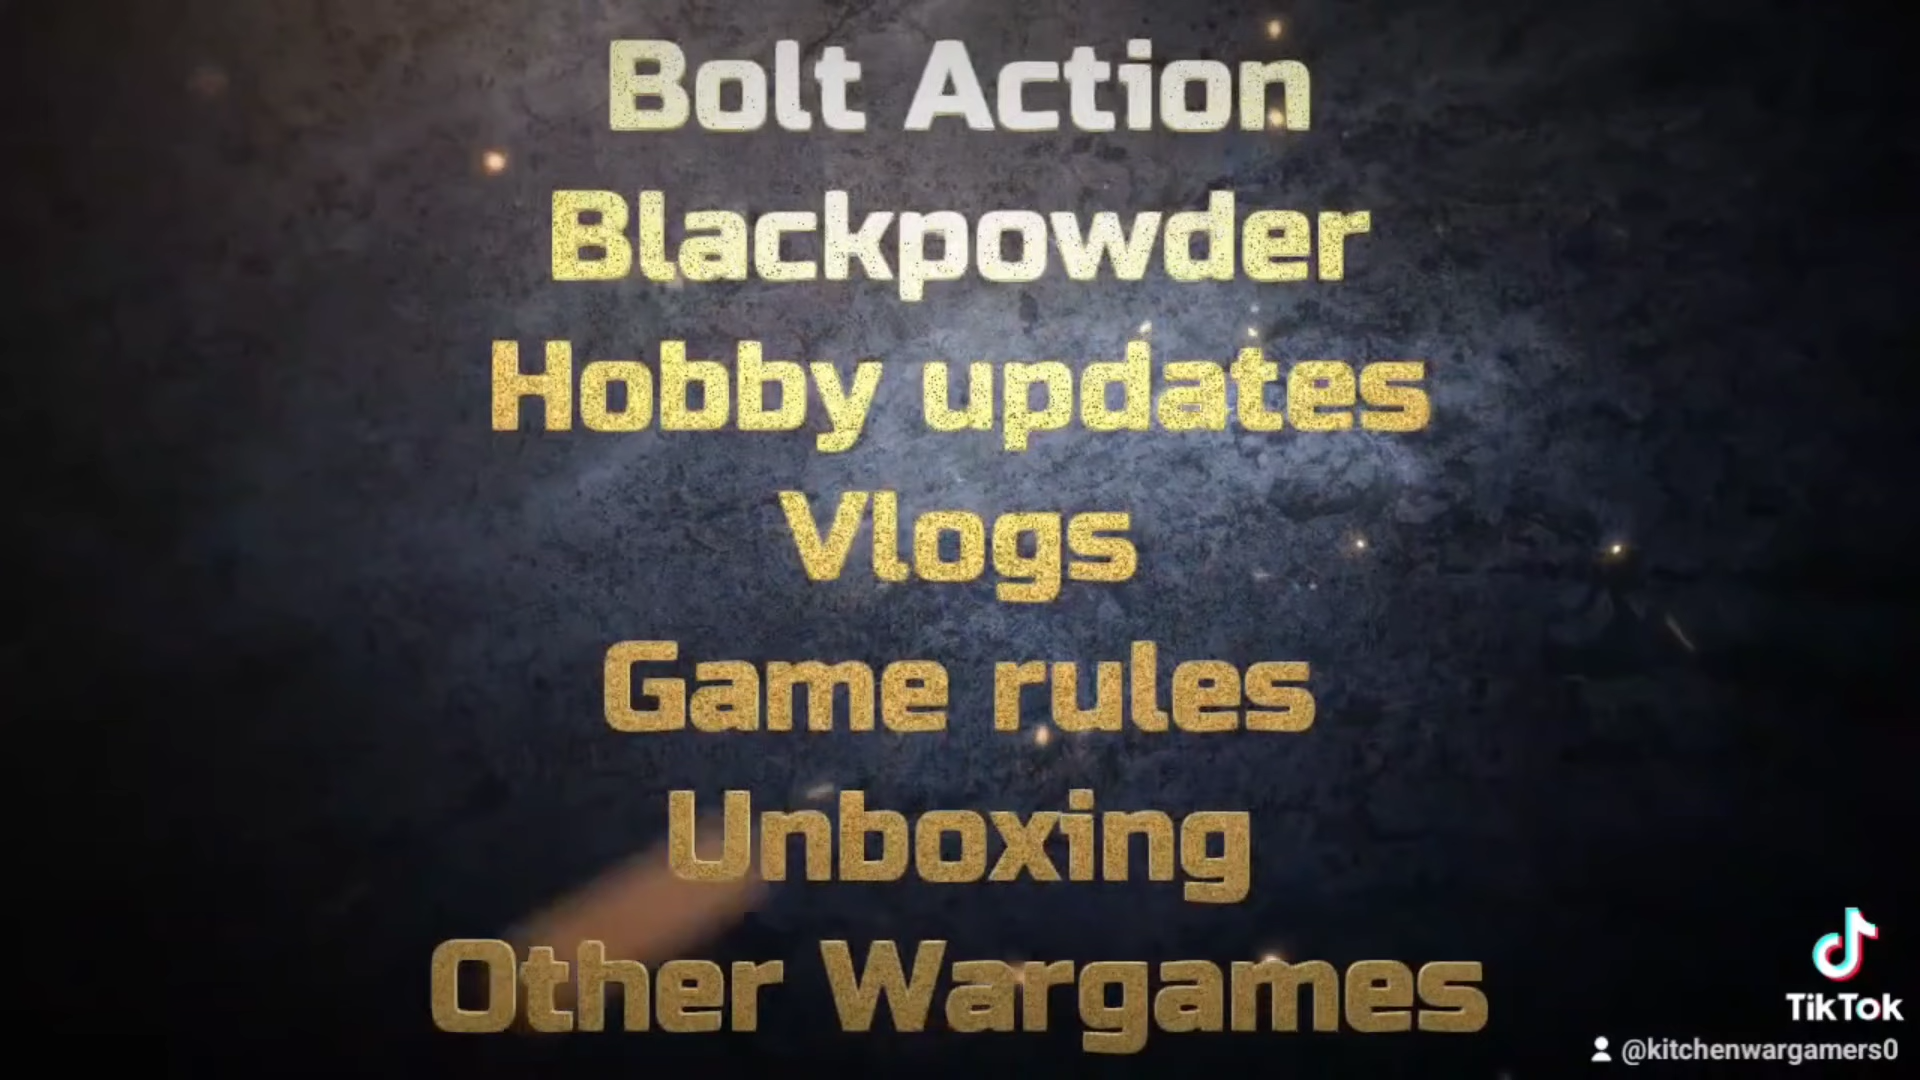 Bolt Action
Blackpowder
Hobby updates
Vlogs
Game rules
Unboxing
Other Wargames
TikTok
@kitchenwargamers0